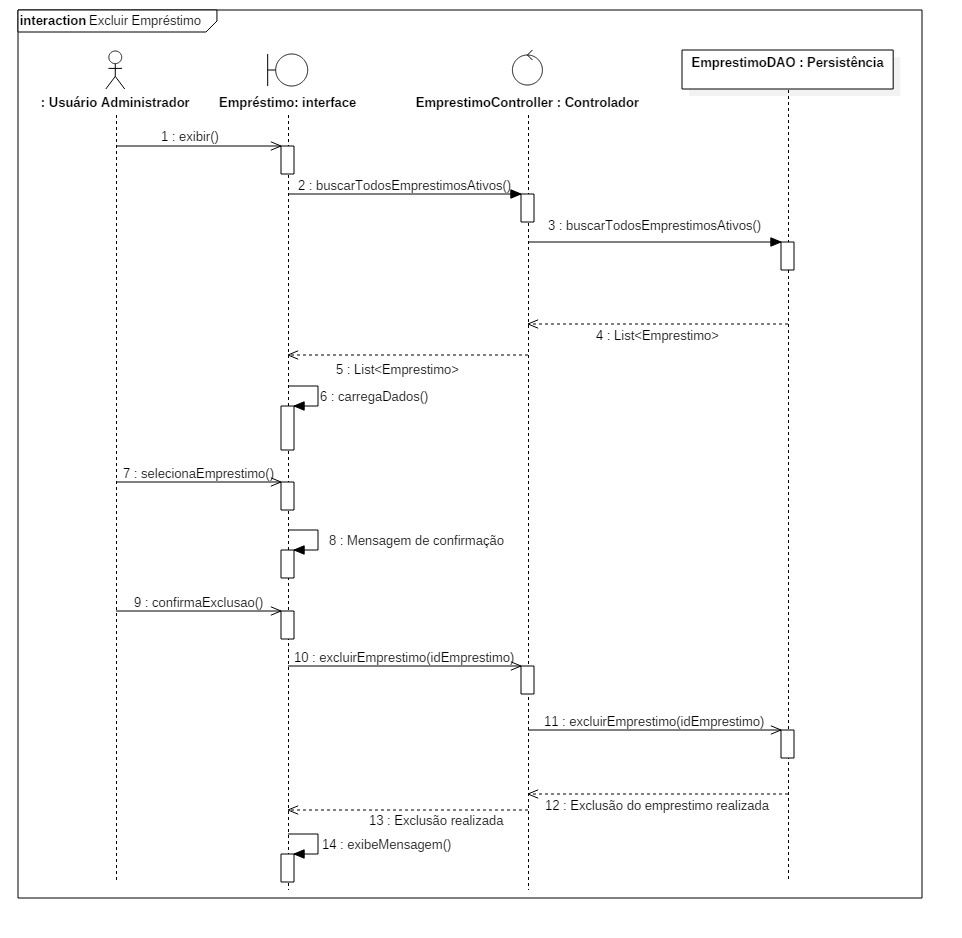 interaction Excluir Empréstimo
: Usuário Administrador
Empréstimo: interface
EmprestimoController : Controlador
EmprestimoDAO : Persistência
1 : exibir()
2 : buscarTodosEmprestimosAtivos()
3 : buscarTodosEmprestimosAtivos()
4 : List<Emprestimo>
5 : List<Emprestimo>
6 : carregaDados()
7 : selecionaEmprestimo()
8 : Mensagem de confirmação
9 : confirmaExclusao()
10 : excluirEmprestimo(idEmprestimo)
11 : excluirEmprestimo(idEmprestimo)
12 : Exclusão do emprestimo realizada
13 : Exclusão realizada
14 : exibeMensagem()